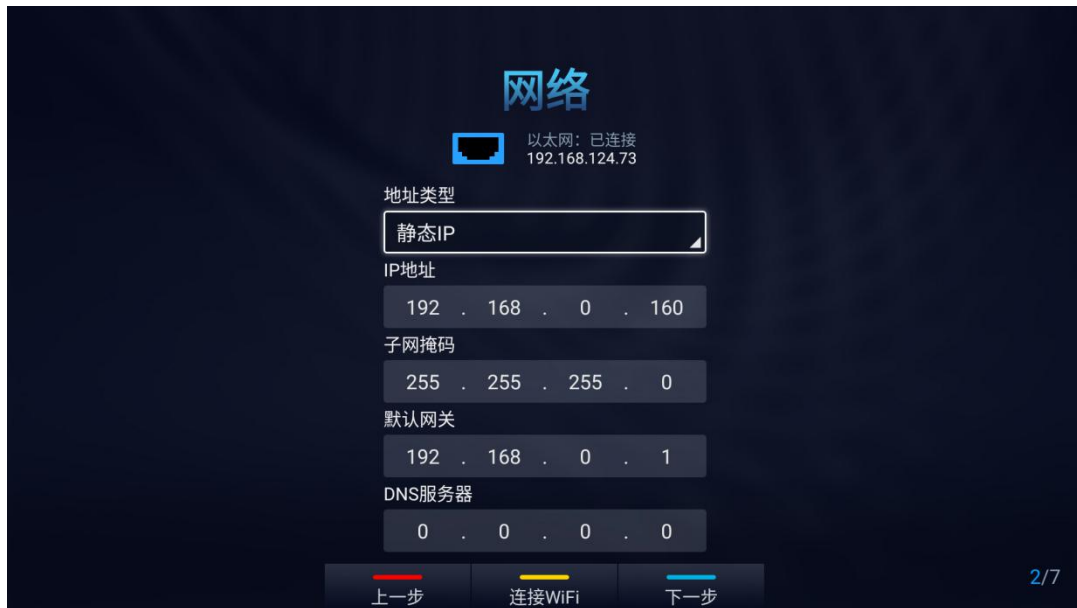 网络
以太网：已连接
192.168.124.73
地址类型
静态IP
IP地址
192 . 168 . 0 . 160
子网掩码
255 . 255 . 255 . 0
默认网关
192 . 168 . 0 . 1
DNS服务器
0 . 0 . 0 . 0
上一步 连接WiFi 下一步
2/7